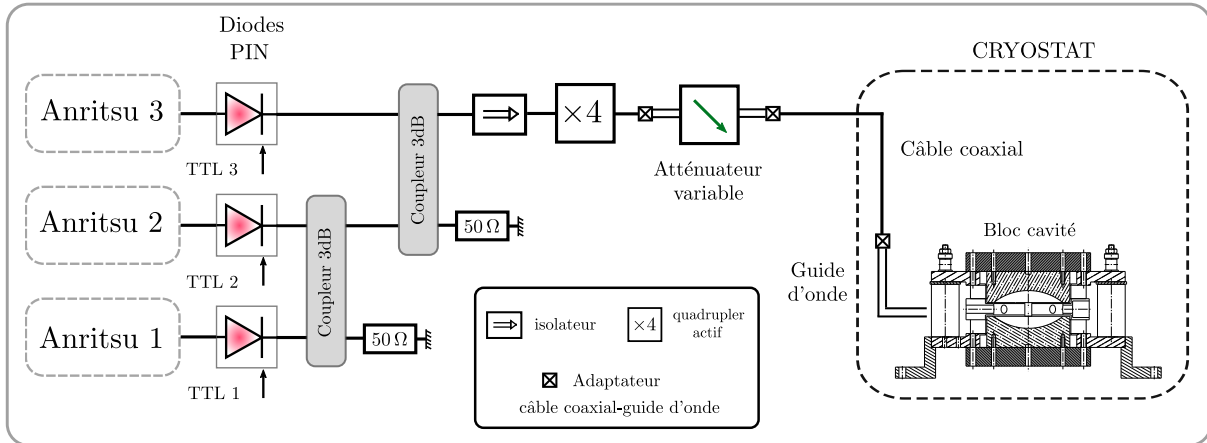 Diodes
PIN
CRYOSTAT
Anritsu 3
TTL 3
Coupleur 3dB
⇒
×4
Atténuateur
variable
Câble coaxial
Anritsu 2
TTL 2
Coupleur 3dB
50 Ω
Bloc cavité
Guide
d'onde
Anritsu 1
TTL 1
50 Ω
isolateur
×4
quadrupler
actif
Adaptateur
câble coaxial-guide d'onde